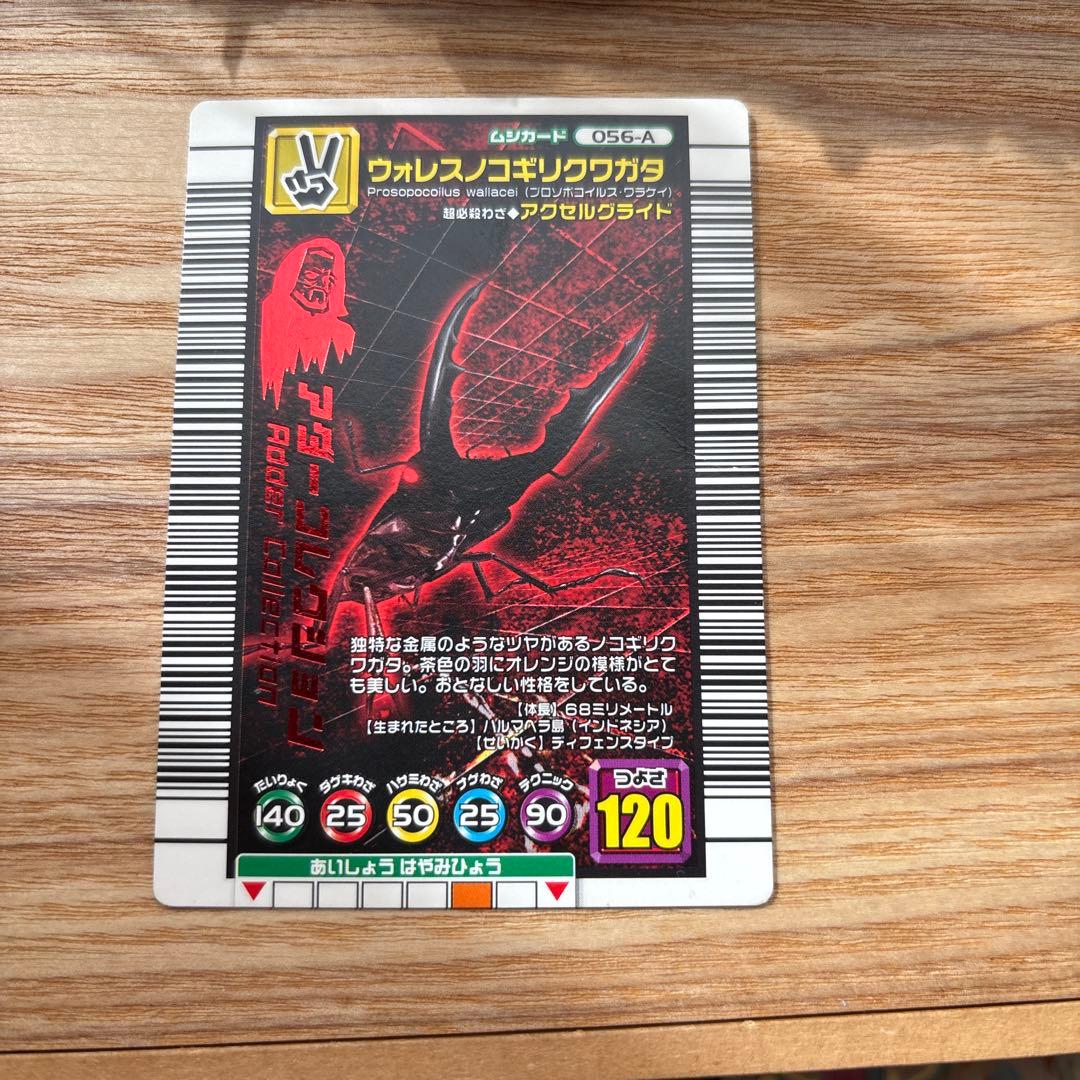 ムシカード 056-A
ウォレスノコギリクワガタ
Prosopocoilus wallacei (プロソポコイルス・ワラケイ)
超必殺わざ◆アクセルグライド
アダーコレクション
Adder Collection
独特な金属のようなツヤがあるノコギリク
ワガタ。茶色の羽にオレンジの模様がとて
も美しい。おとなしい性格をしている。
【体長】68ミリメートル
【生まれたところ】ハルマヘラ島（インドネシア）
【せいかく】ディフェンスタイプ
たいりょく ダゲキわざ ハサミわざ ナゲわざ テクニック つよさ
140 25 50 25 90 120
あいしょう はやみひょう